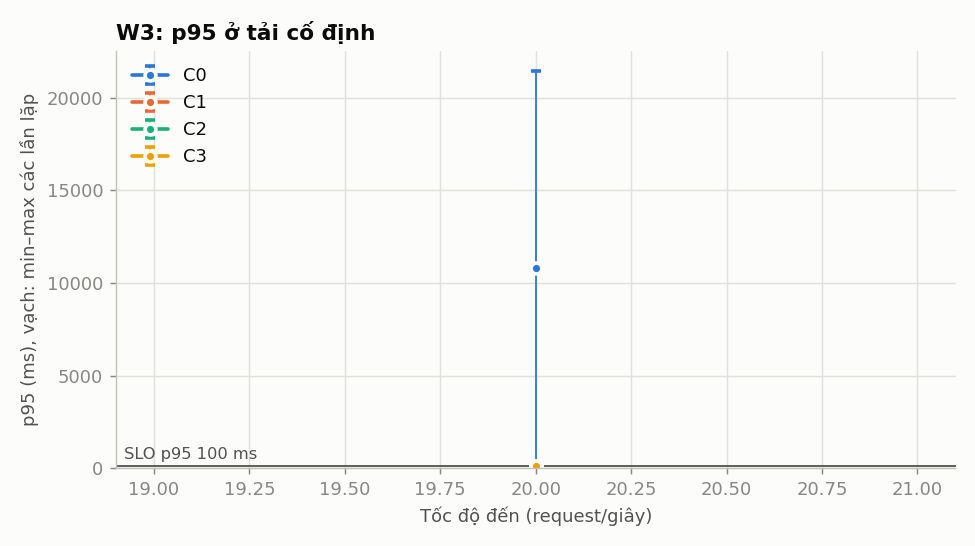 W3: p95 ở tải cố định
C0
C1
C2
C3
p95 (ms), vạch: min–max các lần lặp
20000
15000
10000
5000
0
SLO p95 100 ms
19.00 19.25 19.50 19.75 20.00 20.25 20.50 20.75 21.00
Tốc độ đến (request/giây)